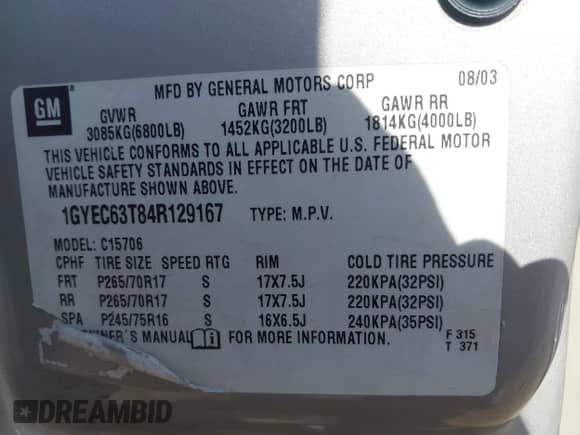 GM®
MFD BY GENERAL MOTORS CORP 08/03
GVWR GAWR FRT GAWR RR
3085KG(6800LB) 1452KG(3200LB) 1814KG(4000LB)
THIS VEHICLE CONFORMS TO ALL APPLICABLE U.S. FEDERAL MOTOR
VEHICLE SAFETY STANDARDS IN EFFECT ON THE DATE OF
MANUFACTURE SHOWN ABOVE.
1GYEC63T84R129167 TYPE: M.P.V.
MODEL: C15706
CPHF TIRE SIZE SPEED RTG RIM COLD TIRE PRESSURE
FRT P265/70R17 S 17X7.5J 220KPA(32PSI)
RR P265/70R17 S 17X7.5J 220KPA(32PSI)
SPA P245/75R16 S 16X6.5J 240KPA(35PSI)
OWNER'S MANUAL FOR MORE INFORMATION. F 315
T 371
DREAMBID